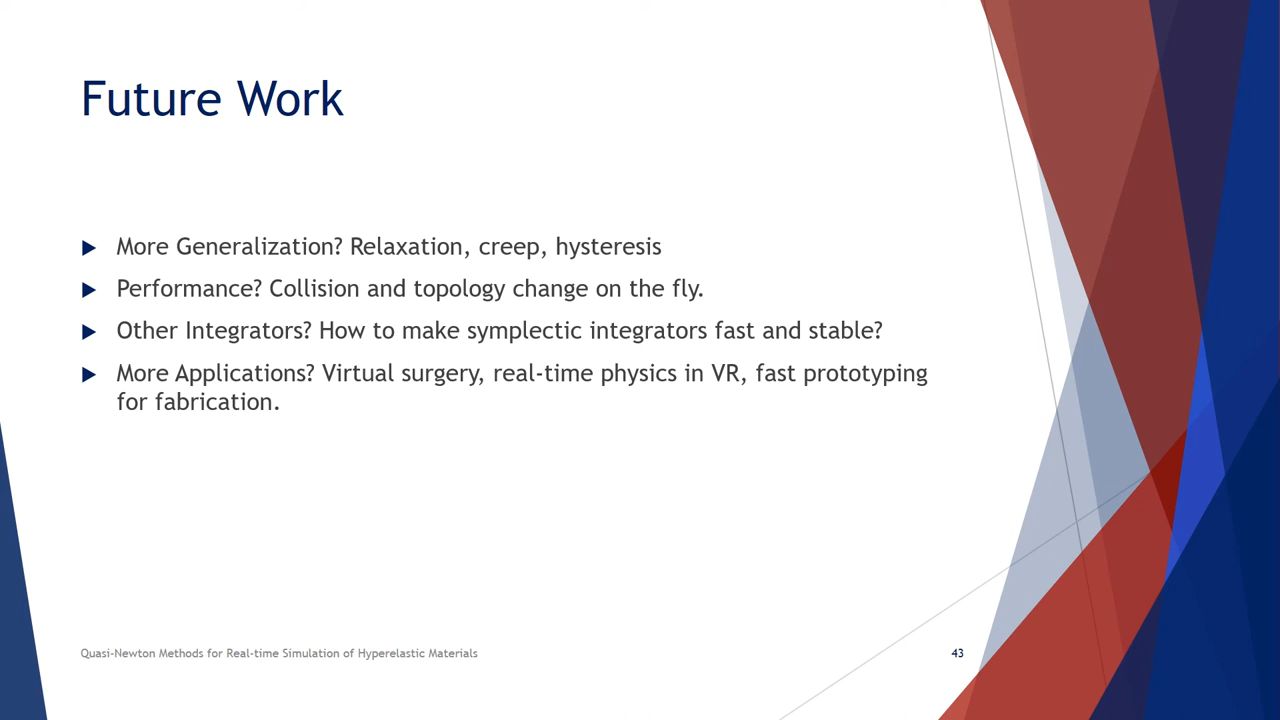 Future Work
More Generalization? Relaxation, creep, hysteresis
Performance? Collision and topology change on the fly.
Other Integrators? How to make symplectic integrators fast and stable?
More Applications? Virtual surgery, real-time physics in VR, fast prototyping
for fabrication.
Quasi-Newton Methods for Real-time Simulation of Hyperelastic Materials
43